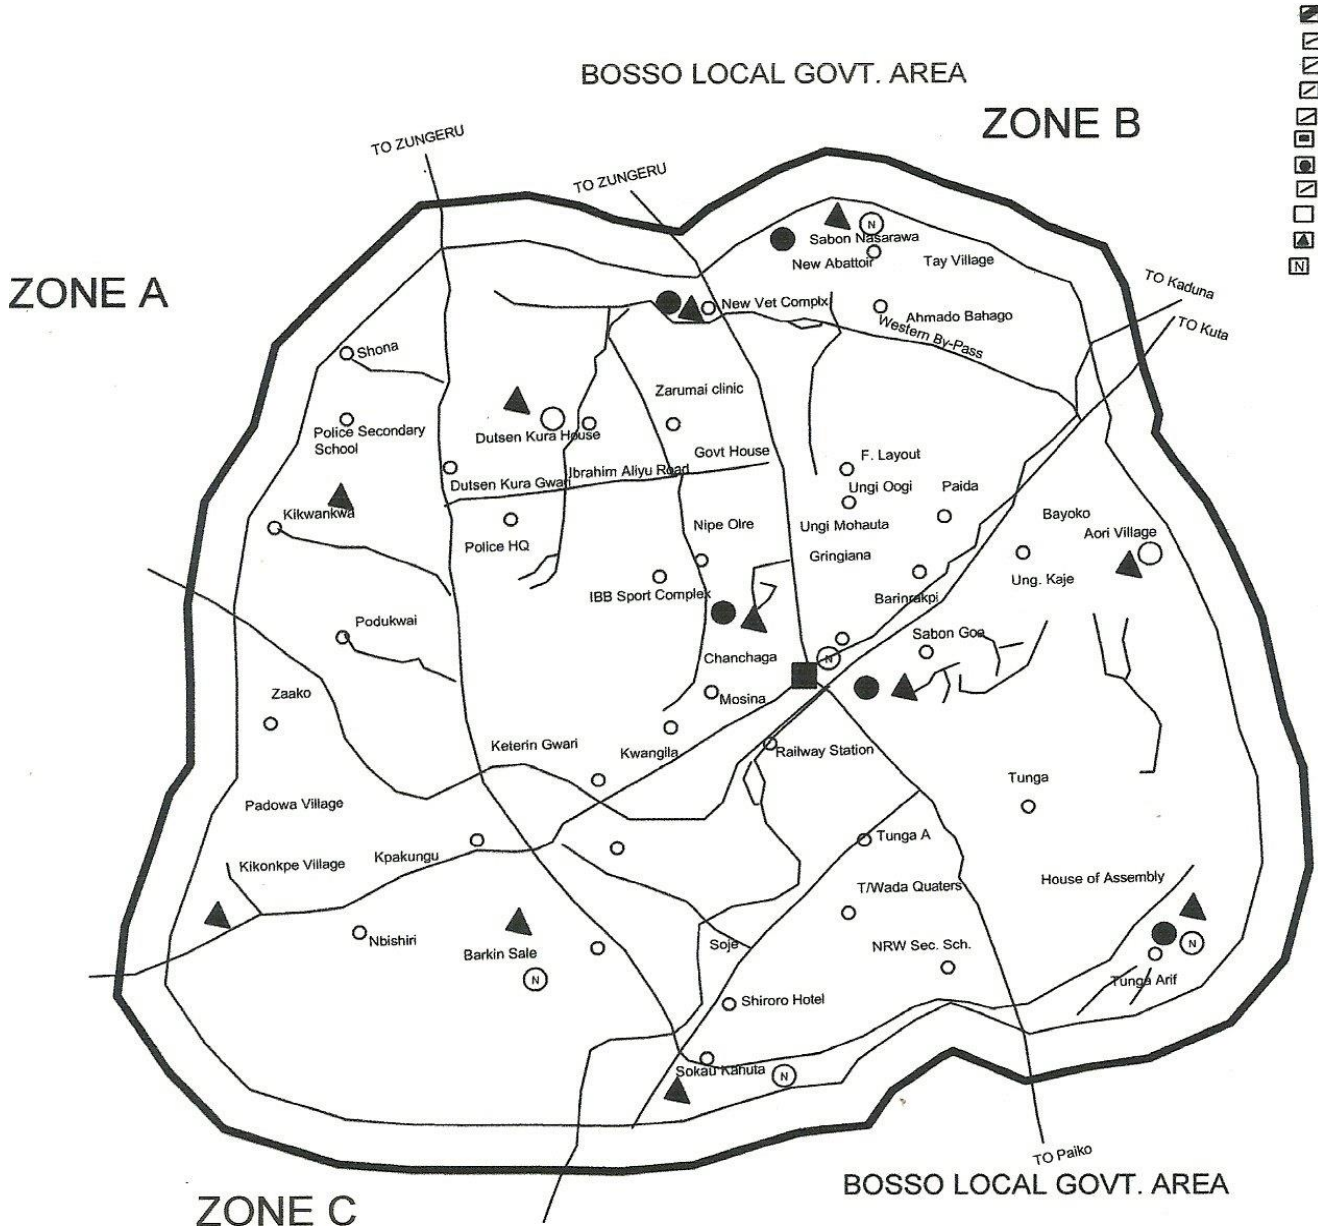 BOSSO LOCAL GOVT. AREA
ZONE B
TO ZUNGERU
TO ZUNGERU
ZONE A
TO Kaduna
TO Kuta
N
Sabon Nasarawa
New Abattoir
Tay Village
New Vet Complx
Ahmado Bahago
Western By-Pass
Shona
Zarumai clinic
Police Secondary
School
Dutsen Kura House
Govt House
F. Layout
Ibrahim Aliyu Road
Dutsen Kura Gwari
Ungi Oogi
Paida
Kikwankwa
Nipe Olre
Ungi Mohauta
Bayoko
Aori Village
Police HQ
Gringiana
Ung. Kaje
IBB Sport Complex
Barinrakpi
Podukwai
Sabon Goa
Chanchaga
N
Zaako
Mosina
Keterin Gwari
Kwangila
Railway Station
Tunga
Padowa Village
Tunga A
Kikonkpe Village
Kpakungu
House of Assembly
T/Wada Quaters
Nbishiri
Barkin Sale
Soje
NRW Sec. Sch.
N
N
Tunga Arif
Shiroro Hotel
Sokau Kahuta
N
TO Paiko
BOSSO LOCAL GOVT. AREA
ZONE C
N